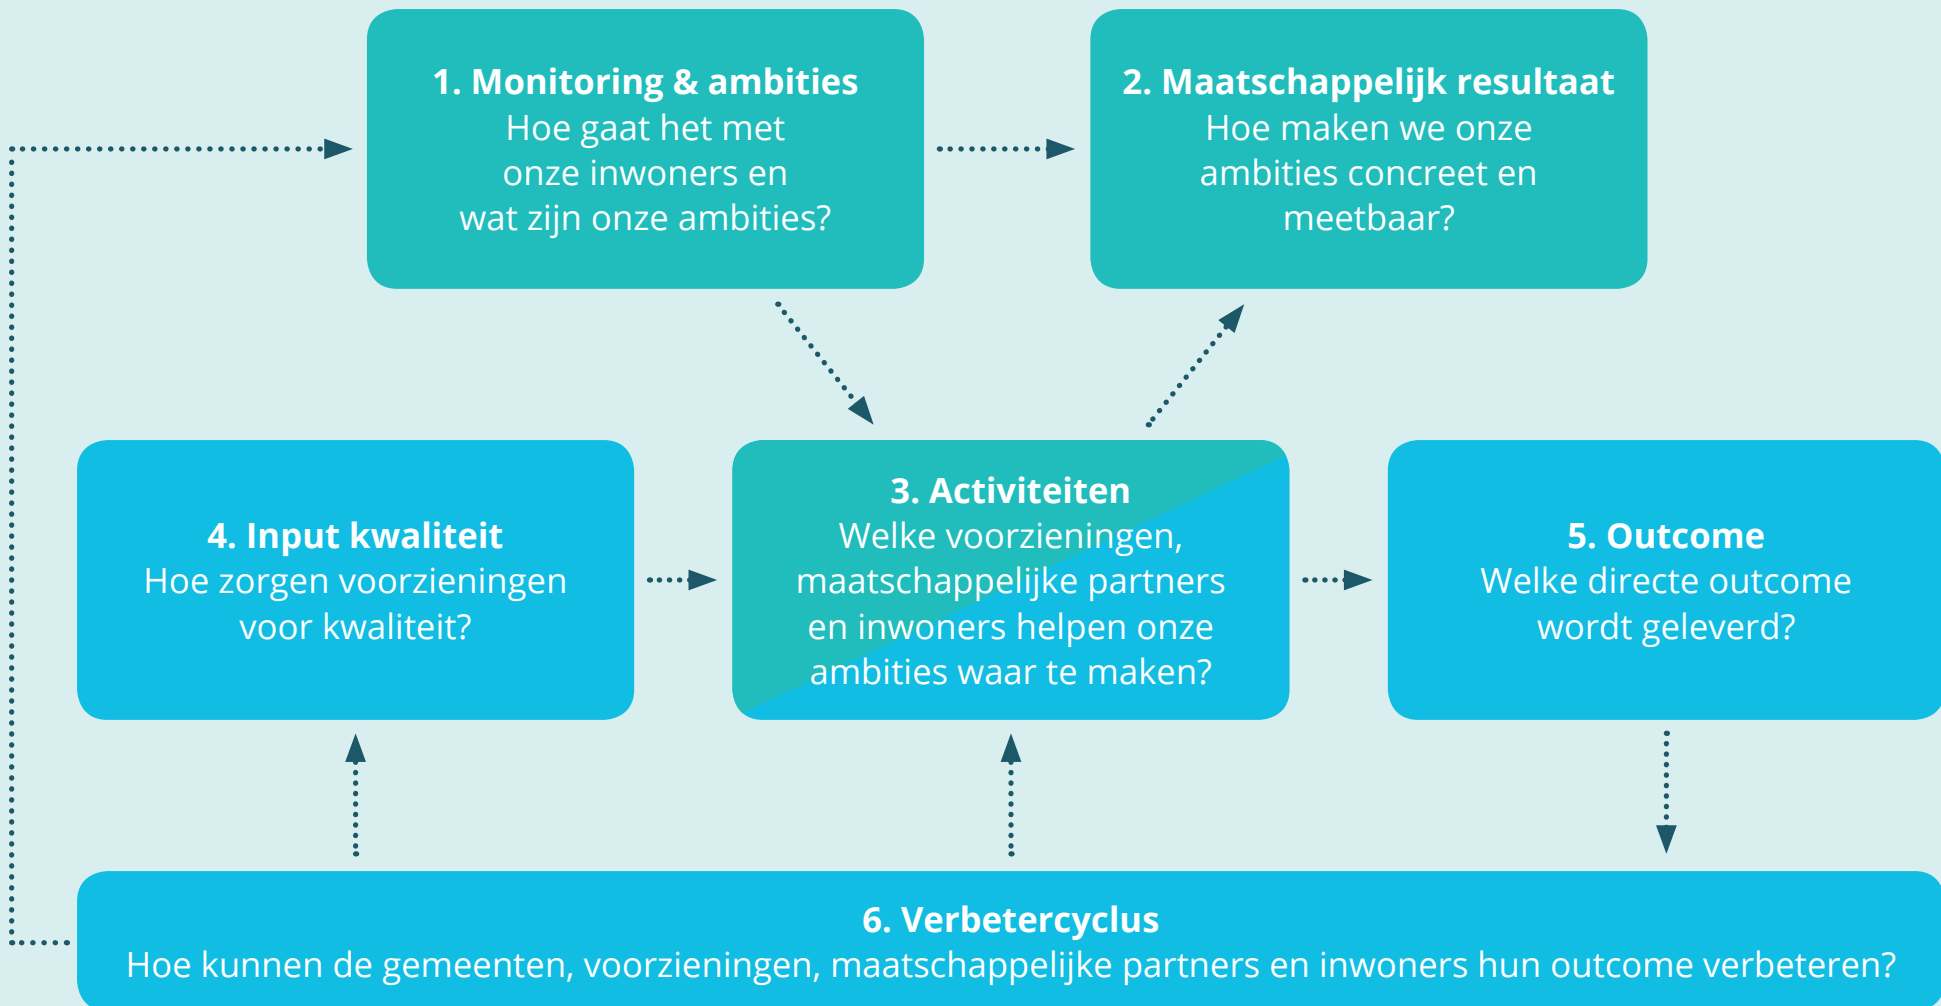 1. Monitoring & ambities
Hoe gaat het met
onze inwoners en
wat zijn onze ambities?
2. Maatschappelijk resultaat
Hoe maken we onze
ambities concreet en
meetbaar?
3. Activiteiten
Welke voorzieningen,
maatschappelijke partners
en inwoners helpen onze
ambities waar te maken?
4. Input kwaliteit
Hoe zorgen voorzieningen
voor kwaliteit?
5. Outcome
Welke directe outcome
wordt geleverd?
6. Verbetercyclus
Hoe kunnen de gemeenten, voorzieningen, maatschappelijke partners en inwoners hun outcome verbeteren?